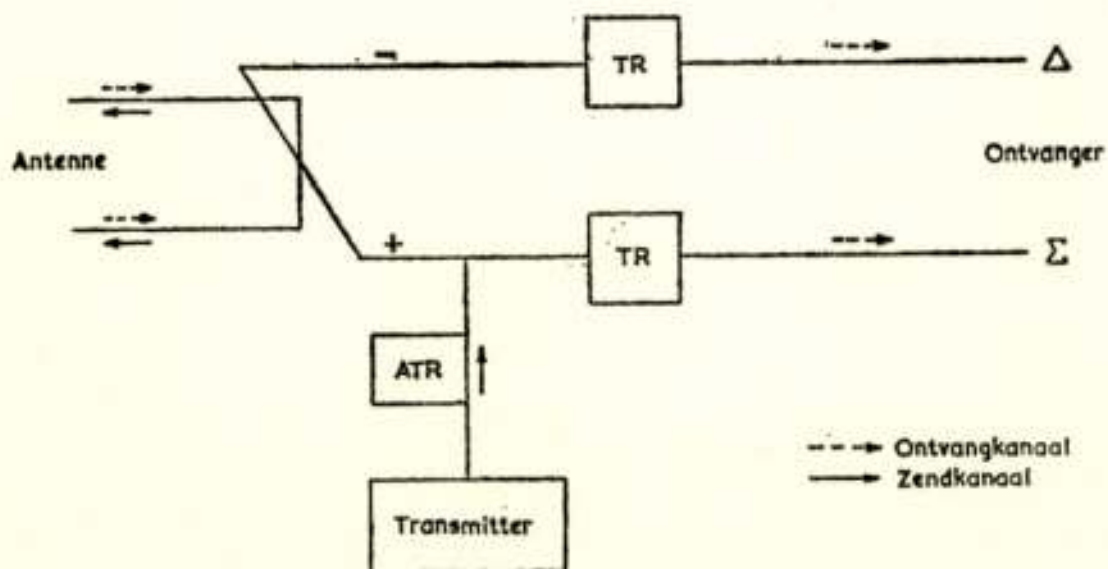 −
TR
Δ
Antenne
Ontvanger
+
TR
Σ
ATR
Ontvangkanaal
Zendkanaal
Transmitter